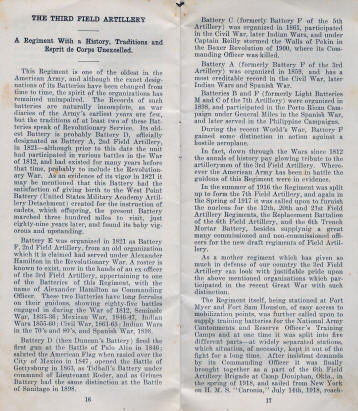 THE THIRD FIELD ARTILLERY
A Regiment With a History, Traditions and
Esprit de Corps Unexcelled.
This Regiment is one of the oldest in the
American Army, and although the exact desig-
nations of its Batteries have been changed from
time to time, the spirit of the organizations has
remained unimpaired. The Records of such
batteries are naturally incomplete, as war
diaries of the Army's earliest years are few,
but the traditions of at least two of these Bat-
teries speak of Revolutionary Service. Its old-
est Battery is probably Battery D, officially
designated as Battery A, 2nd Field Artillery,
in 1821—although prior to this date the unit
had participated in various battles in the War
of 1812, and had existed for many years before
that time, probably to include the Revolution-
ary War. As an evidence of its vigor in 1821 it
may be mentioned that this Battery had the
satisfaction of giving birth to the West Point
Battery (United States Military Academy Artil-
lery Detachment) created for the instruction of
cadets, which offspring, the present Battery
marched three hundred miles to visit, just
eighty-nine years later, and found its baby vig-
orous and upstanding.
Battery E was organized in 1821 as Battery
F, 2nd Field Artillery, from an old organization
which it is claimed had served under Alexander
Hamilton in the Revolutionary War. A roster is
known to exist, now in the hands of an ex officer
of the 3rd Field Artillery, appertaining to one
of the Batteries of this Regiment, with the
name of Alexander Hamilton as Commanding
Officer. These two Batteries have long furrows
on their guidons, showing eighty-five battles
engaged in during the War of 1812, Seminole
War, 1835-36; Mexican War, 1846-47, Indian
Wars 1856-60; Civil War, 1861-65; Indian Wars
in the 70's and 80's, and Spanish War, 1898.
Battery D (then Duncan's Battery) fired the
first gun at the Battle of Palo Alto in 1846;
saluted the American Flag when raised over the
City of Mexico in 1847; opened the Battle of
Gettysburg in 1863, as Tidball's Battery under
command of Lieutenant Roder, and as Grimes
Battery had the same distinction at the Battle
of Santiago in 1898.
16
Battery C (formerly Battery F of the 5th
Artillery) was organized in 1861, participated
in the Civil War, later Indian Wars, and under
Captain Reilly stormed the Walls of Pekin in
the Boxer Revolution of 1900, where its Com-
manding Officer was killed.
Battery A (formerly Battery F of the 3rd
Artillery) was organized in 1859, and has a
most creditable record in the Civil War, later
Indian Wars and Spanish War.
Batteries B and F (formerly Light Batteries
M and C of the 7th Artillery) were organized in
1898, and participated in the Porto Rican Cam-
paign under General Miles in the Spanish War,
and later served in the Philippine Campaigns.
During the recent World's War, Battery F
gained some distinction in action against a
hostile aeroplane.
In fact, down through the Wars since 1812
the annals of history pay glowing tribute to the
artillerymen of the 3rd Field Artillery. Where-
ever the American Army has been in battle the
guidons of this Regiment were in evidence.
In the summer of 1916 the Regiment was split
up to form the 7th Field Artillery, and again in
the Spring of 1917 it was called upon to furnish
nucleus for the 12th, 20th and 21st Field
Artillery Regiments, the Replacement Battalion
of the 6th Field Artillery, and the 6th Trench
Mortar Battery, besides supplying a great
many commissioned and non-commissioned offi-
cers for the new draft regiments of Field Artil-
lery.
As a mother regiment which has given so
much of defense of our country the 3rd Field
Artillery can look with justifiable pride upon
the above mentioned organizations which par-
ticipated in the recent Great War with such
distinction.
The Regiment itself, being stationed at Fort
Myer and Fort Sam Houston, of easy access to
mobilization points, was further called upon to
supply training batteries for the National Army
Cantonments and Reserve Officer's Training
Camps and at one time it was split into five
different parts—at widely separated stations,
which situation, of necessity, kept it out of the
fight for a long time. After insistent demands
by its Commanding Officer it was finally
brought together as a part of the 6th Field
Artillery Brigade at Camp Doniphan, Okla., in
the spring of 1918, and sailed from New York
on H. M. S. "Caronia," July 14th, 1918, reach-
17